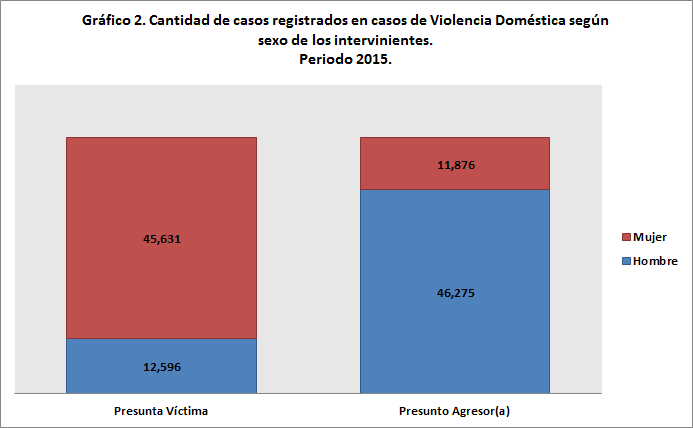 Gráfico 2. Cantidad de casos registrados en casos de Violencia Doméstica según
sexo de los intervinientes.
Periodo 2015.
45,631
11,876
12,596
46,275
Mujer
Hombre
Presunta Víctima
Presunto Agresor(a)